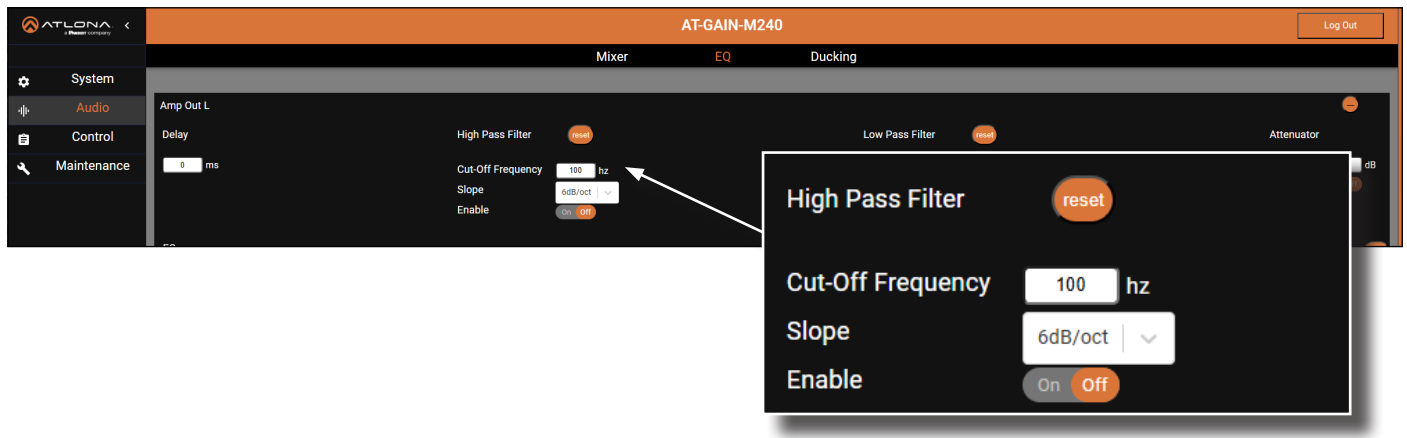 ATLONA
a Panduit company
AT-GAIN-M240
Log Out
Mixer EQ Ducking
System
Audio
Control
Maintenance
Amp Out L
Delay
0 ms
High Pass Filter reset
Cut-Off Frequency 100 hz
Slope 6dB/oct
Enable On Off
Low Pass Filter reset
Attenuator
dB
High Pass Filter reset
Cut-Off Frequency 100 hz
Slope 6dB/oct
Enable On Off